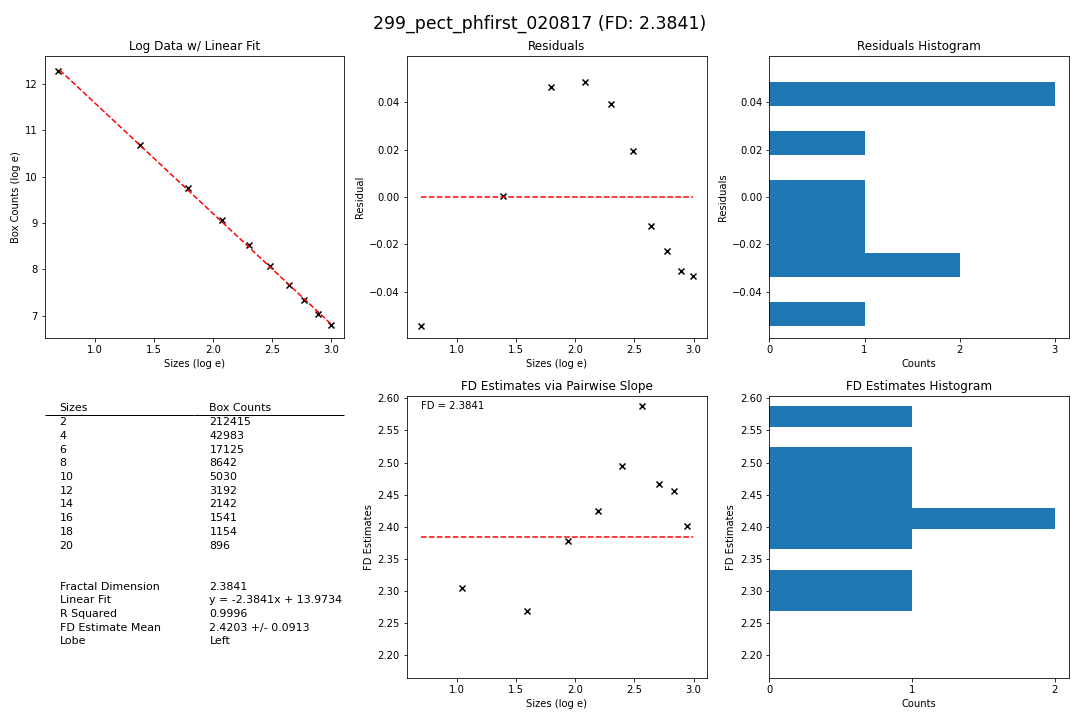 299_pect_phfirst_020817 (FD: 2.3841)
Log Data w/ Linear Fit
12
11
10
9
8
7
Box Counts (log e)
1.0 1.5 2.0 2.5 3.0
Sizes (log e)
Residuals
0.04
0.02
0.00
−0.02
−0.04
Residual
1.0 1.5 2.0 2.5 3.0
Sizes (log e)
Residuals Histogram
0.04
0.02
0.00
−0.02
−0.04
Residuals
0 1 2 3
Counts
Sizes Box Counts
2 212415
4 42983
6 17125
8 8642
10 5030
12 3192
14 2142
16 1541
18 1154
20 896
Fractal Dimension 2.3841
Linear Fit y = -2.3841x + 13.9734
R Squared 0.9996
FD Estimate Mean 2.4203 +/- 0.0913
Lobe Left
FD Estimates via Pairwise Slope
FD = 2.3841
2.60
2.55
2.50
2.45
2.40
2.35
2.30
2.25
2.20
FD Estimates
1.0 1.5 2.0 2.5 3.0
Sizes (log e)
FD Estimates Histogram
2.60
2.55
2.50
2.45
2.40
2.35
2.30
2.25
2.20
FD Estimates
0 1 2
Counts